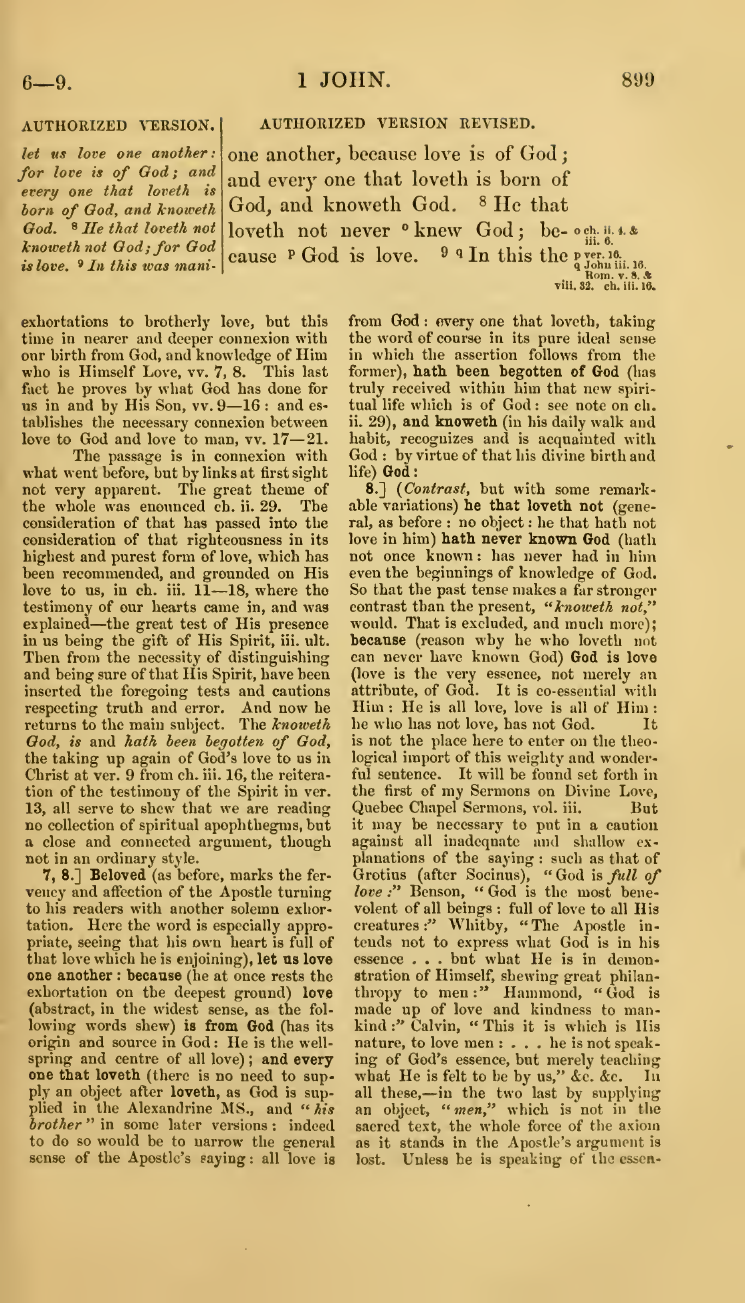 6—9.
1 JOHN.
899
AUTHORIZED VERSION.
let us love one another:
for love is of God; and
every one that loveth is
born of God, and knoweth
God. 8 He that loveth not
knoweth not God; for God
is love. 9 In this was mani-
AUTHORIZED VERSION REVISED.
one another, because love is of God;
and every one that loveth is born of
God, and knoweth God. 8 He that
loveth not never o knew God; be-
cause p God is love. 9 q In this the
o ch. ii. 4. &
iii. 6.
p ver. 16.
q John iii. 16.
Rom. v. 8. &
viii. 32. ch. iii. 16.
exhortations to brotherly love, but this
time in nearer and deeper connexion with
our birth from God, and knowledge of Him
who is Himself Love, vv. 7, 8. This last
fact he proves by what God has done for
us in and by His Son, vv. 9—16: and es-
tablishes the necessary connexion between
love to God and love to man, vv. 17—21.
The passage is in connexion with
what went before, but by links at first sight
not very apparent. The great theme of
the whole was enounced ch. ii. 29. The
consideration of that has passed into the
consideration of that righteousness in its
highest and purest form of love, which has
been recommended, and grounded on His
love to us, in ch. iii. 11—18, where the
testimony of our hearts came in, and was
explained—the great test of His presence
in us being the gift of His Spirit, iii. ult.
Then from the necessity of distinguishing
and being sure of that His Spirit, have been
inserted the foregoing tests and cautions
respecting truth and error. And now he
returns to the main subject. The knoweth
God, is and hath been begotten of God,
the taking up again of God's love to us in
Christ at ver. 9 from ch. iii. 16, the reitera-
tion of the testimony of the Spirit in ver.
13, all serve to shew that we are reading
no collection of spiritual apophthegms, but
a close and connected argument, though
not in an ordinary style.
7, 8.] Beloved (as before, marks the fer-
vency and affection of the Apostle turning
to his readers with another solemn exhor-
tation. Here the word is especially appro-
priate, seeing that his own heart is full of
that love which he is enjoining), let us love
one another: because (he at once rests the
exhortation on the deepest ground) love
(abstract, in the widest sense, as the fol-
lowing words shew) is from God (has its
origin and source in God: He is the well-
spring and centre of all love); and every
one that loveth (there is no need to sup-
ply an object after loveth, as God is sup-
plied in the Alexandrine MS., and "his
brother" in some later versions: indeed
to do so would be to narrow the general
sense of the Apostle's saying: all love is
from God: every one that loveth, taking
the word of course in its pure ideal sense
in which the assertion follows from the
former), hath been begotten of God (has
truly received within him that new spiri-
tual life which is of God: see note on ch.
ii. 29), and knoweth (in his daily walk and
habit, recognizes and is acquainted with
God: by virtue of that his divine birth and
life) God:
8.] (Contrast, but with some remark-
able variations) he that loveth not (gene-
ral, as before: no object: he that hath not
love in him) hath never known God (hath
not once known: has never had in him
even the beginnings of knowledge of God.
So that the past tense makes a far stronger
contrast than the present, "knoweth not,"
would. That is excluded, and much more);
because (reason why he who loveth not
can never have known God) God is love
(love is the very essence, not merely an
attribute, of God. It is co-essential with
Him: He is all love, love is all of Him:
he who has not love, has not God. It
is not the place here to enter on the theo-
logical import of this weighty and wonder-
ful sentence. It will be found set forth in
the first of my Sermons on Divine Love,
Quebec Chapel Sermons, vol. iii. But
it may be necessary to put in a caution
against all inadequate and shallow ex-
planations of the saying: such as that of
Grotius (after Socinus), "God is full of
love:" Benson, "God is the most bene-
volent of all beings: full of love to all His
creatures:" Whitby, "The Apostle in-
tends not to express what God is in his
essence . . . but what He is in demon-
stration of Himself, shewing great philan-
thropy to men:" Hammond, "God is
made up of love and kindness to man-
kind:" Calvin, "This it is which is His
nature, to love men: . . . he is not speak-
ing of God's essence, but merely teaching
what He is felt to be by us," &c. &c. In
all these,—in the two last by supplying
an object, "men," which is not in the
sacred text, the whole force of the axiom
as it stands in the Apostle's argument is
lost. Unless he is speaking of the essen-